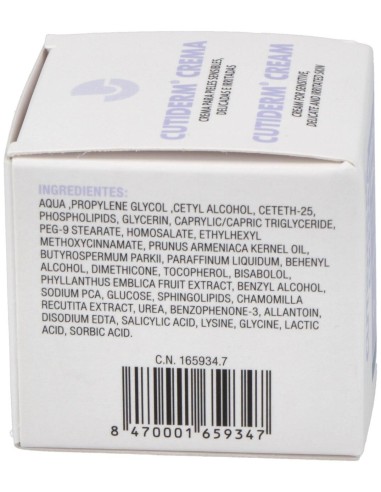 CUTIDERM® CREMA
CREMA PARA PIELES SENSIBLES,
DELICADAS E IRRITADAS
CUTIDERM® CREAM
CREAM FOR SENSITIVE,
DELICATE AND IRRITATED SKIN
INGREDIENTES:
AQUA ,PROPYLENE GLYCOL ,CETYL ALCOHOL, CETETH-25,
PHOSPHOLIPIDS, GLYCERIN, CAPRYLIC/CAPRIC TRIGLYCERIDE,
PEG-9 STEARATE, HOMOSALATE, ETHYLHEXYL
METHOXYCINNAMATE, PRUNUS ARMENIACA KERNEL OIL,
BUTYROSPERMUM PARKII, PARAFFINUM LIQUIDUM, BEHENYL
ALCOHOL, DIMETHICONE, TOCOPHEROL, BISABOLOL,
PHYLLANTHUS EMBLICA FRUIT EXTRACT, BENZYL ALCOHOL,
SODIUM PCA, GLUCOSE, SPHINGOLIPIDS, CHAMOMILLA
RECUTITA EXTRACT, UREA, BENZOPHENONE-3, ALLANTOIN,
DISODIUM EDTA, SALICYLIC ACID, LYSINE, GLYCINE, LACTIC
ACID, SORBIC ACID.
C.N. 165934.7
8 470001 659347